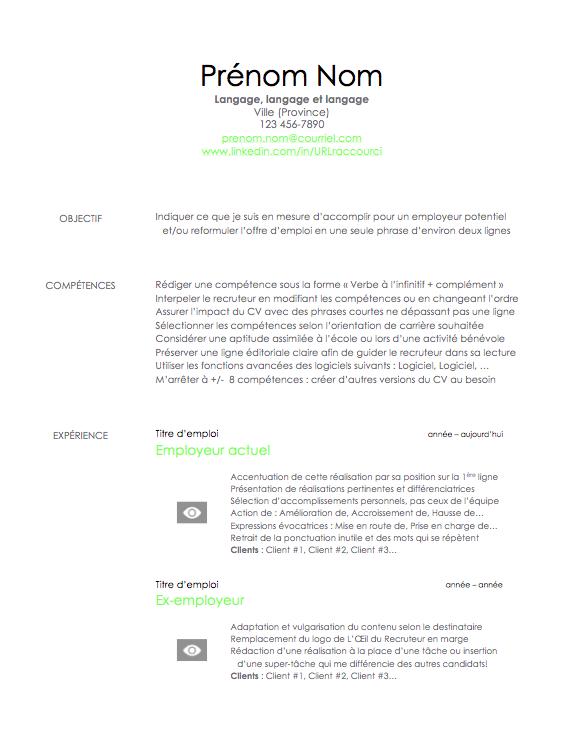 Prénom Nom
Langage, langage et langage
Ville (Province)
123 456-7890
prenom.nom@courriel.com
www.linkedin.com/in/URLraccourci
OBJECTIF
Indiquer ce que je suis en mesure d'accomplir pour un employeur potentiel
et/ou reformuler l'offre d'emploi en une seule phrase d'environ deux lignes
COMPÉTENCES
Rédiger une compétence sous la forme « Verbe à l'infinitif + complément »
Interpeler le recruteur en modifiant les compétences ou en changeant l'ordre
Assurer l'impact du CV avec des phrases courtes ne dépassant pas une ligne
Sélectionner les compétences selon l'orientation de carrière souhaitée
Considérer une aptitude assimilée à l'école ou lors d'une activité bénévole
Préserver une ligne éditoriale claire afin de guider le recruteur dans sa lecture
Utiliser les fonctions avancées des logiciels suivants : Logiciel, Logiciel, ...
M'arrêter à +/- 8 compétences : créer d'autres versions du CV au besoin
EXPÉRIENCE
Titre d'emploi année – aujourd'hui
Employeur actuel
Accentuation de cette réalisation par sa position sur la 1ère ligne
Présentation de réalisations pertinentes et différenciatrices
Sélection d'accomplissements personnels, pas ceux de l'équipe
Action de : Amélioration de, Accroissement de, Hausse de...
Expressions évocatrices : Mise en route de, Prise en charge de...
Retrait de la ponctuation inutile et des mots qui se répètent
Clients : Client #1, Client #2, Client #3...
Titre d'emploi année – année
Ex-employeur
Adaptation et vulgarisation du contenu selon le destinataire
Remplacement du logo de L'Œil du Recruteur en marge
Rédaction d'une réalisation à la place d'une tâche ou insertion
d'une super-tâche qui me différencie des autres candidats!
Clients : Client #1, Client #2, Client #3...